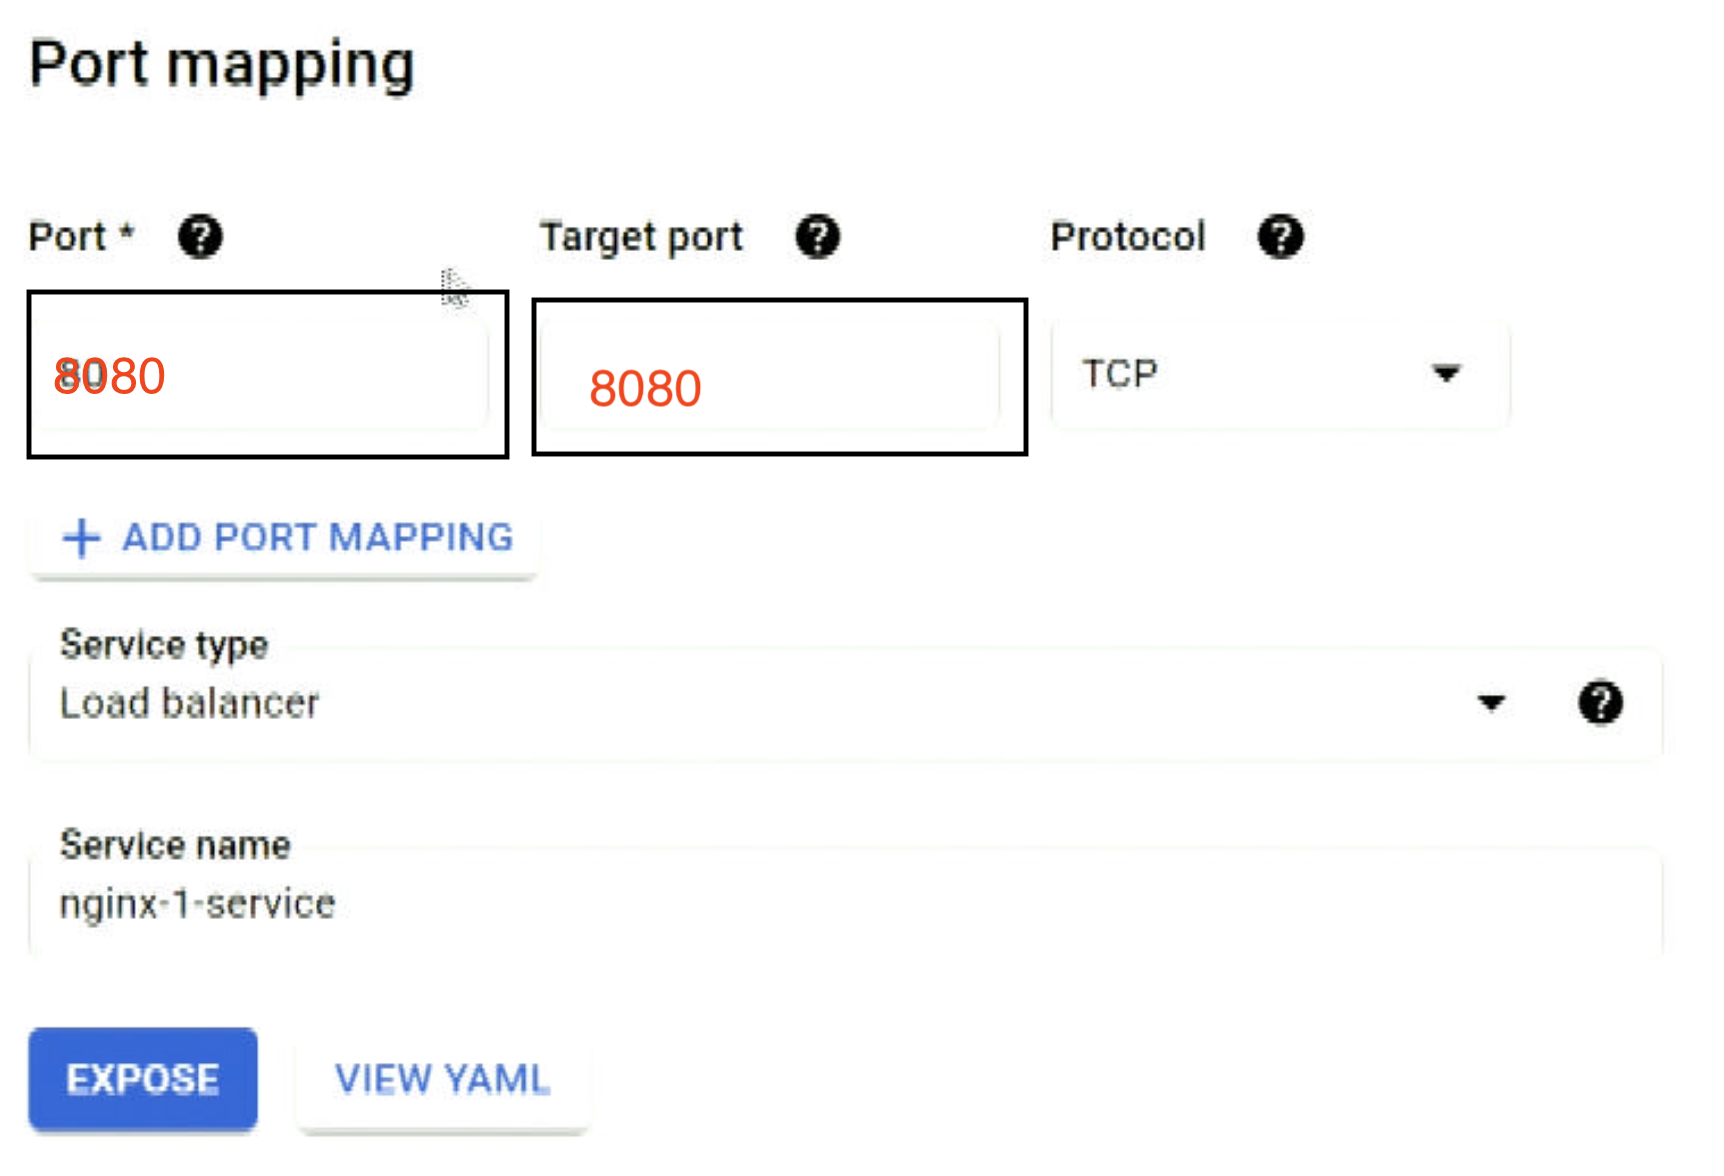 Port mapping
Port * Target port Protocol
8080 8080 TCP
+ ADD PORT MAPPING
Service type
Load balancer
Service name
nginx-1-service
EXPOSE VIEW YAML